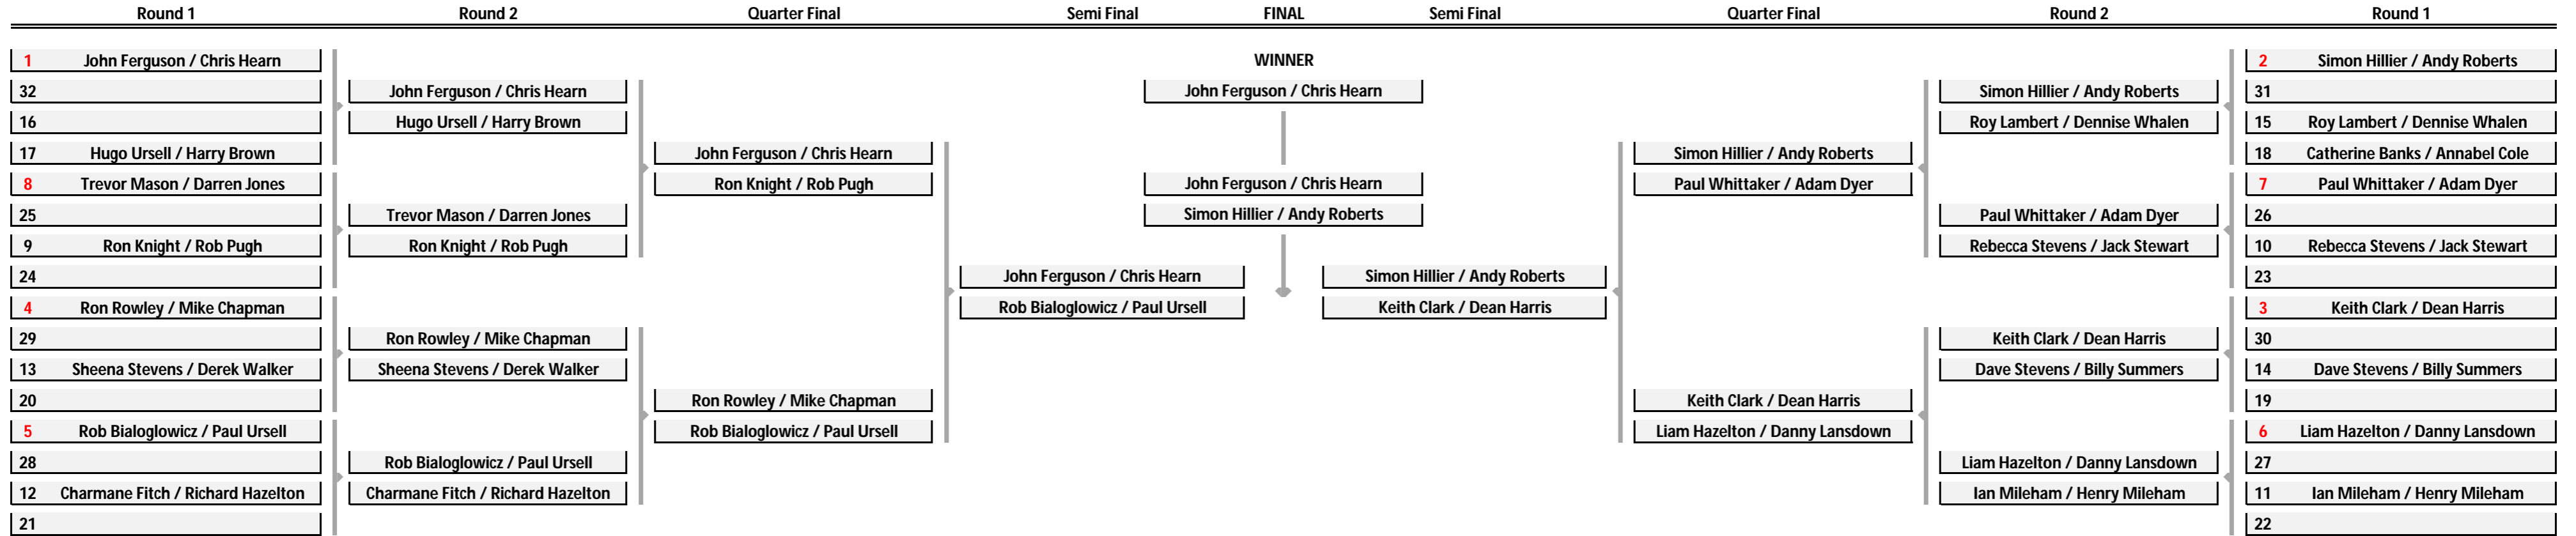 Round 1 Round 2 Quarter Final Semi Final FINAL Semi Final Quarter Final Round 2 Round 1
1 John Ferguson / Chris Hearn WINNER 2 Simon Hillier / Andy Roberts
32 John Ferguson / Chris Hearn John Ferguson / Chris Hearn Simon Hillier / Andy Roberts 31
16 Hugo Ursell / Harry Brown Roy Lambert / Dennise Whalen 15 Roy Lambert / Dennise Whalen
17 Hugo Ursell / Harry Brown John Ferguson / Chris Hearn Simon Hillier / Andy Roberts 18 Catherine Banks / Annabel Cole
8 Trevor Mason / Darren Jones Ron Knight / Rob Pugh John Ferguson / Chris Hearn Paul Whittaker / Adam Dyer 7 Paul Whittaker / Adam Dyer
25 Trevor Mason / Darren Jones Simon Hillier / Andy Roberts Paul Whittaker / Adam Dyer 26
9 Ron Knight / Rob Pugh Ron Knight / Rob Pugh Rebecca Stevens / Jack Stewart 10 Rebecca Stevens / Jack Stewart
24 John Ferguson / Chris Hearn Simon Hillier / Andy Roberts 23
4 Ron Rowley / Mike Chapman Rob Bialoglowicz / Paul Ursell Keith Clark / Dean Harris 3 Keith Clark / Dean Harris
29 Ron Rowley / Mike Chapman Keith Clark / Dean Harris 30
13 Sheena Stevens / Derek Walker Sheena Stevens / Derek Walker Dave Stevens / Billy Summers 14 Dave Stevens / Billy Summers
20 Ron Rowley / Mike Chapman Keith Clark / Dean Harris 19
5 Rob Bialoglowicz / Paul Ursell Rob Bialoglowicz / Paul Ursell Liam Hazelton / Danny Lansdown 6 Liam Hazelton / Danny Lansdown
28 Rob Bialoglowicz / Paul Ursell Liam Hazelton / Danny Lansdown 27
12 Charmane Fitch / Richard Hazelton Charmane Fitch / Richard Hazelton Ian Mileham / Henry Mileham 11 Ian Mileham / Henry Mileham
21 22